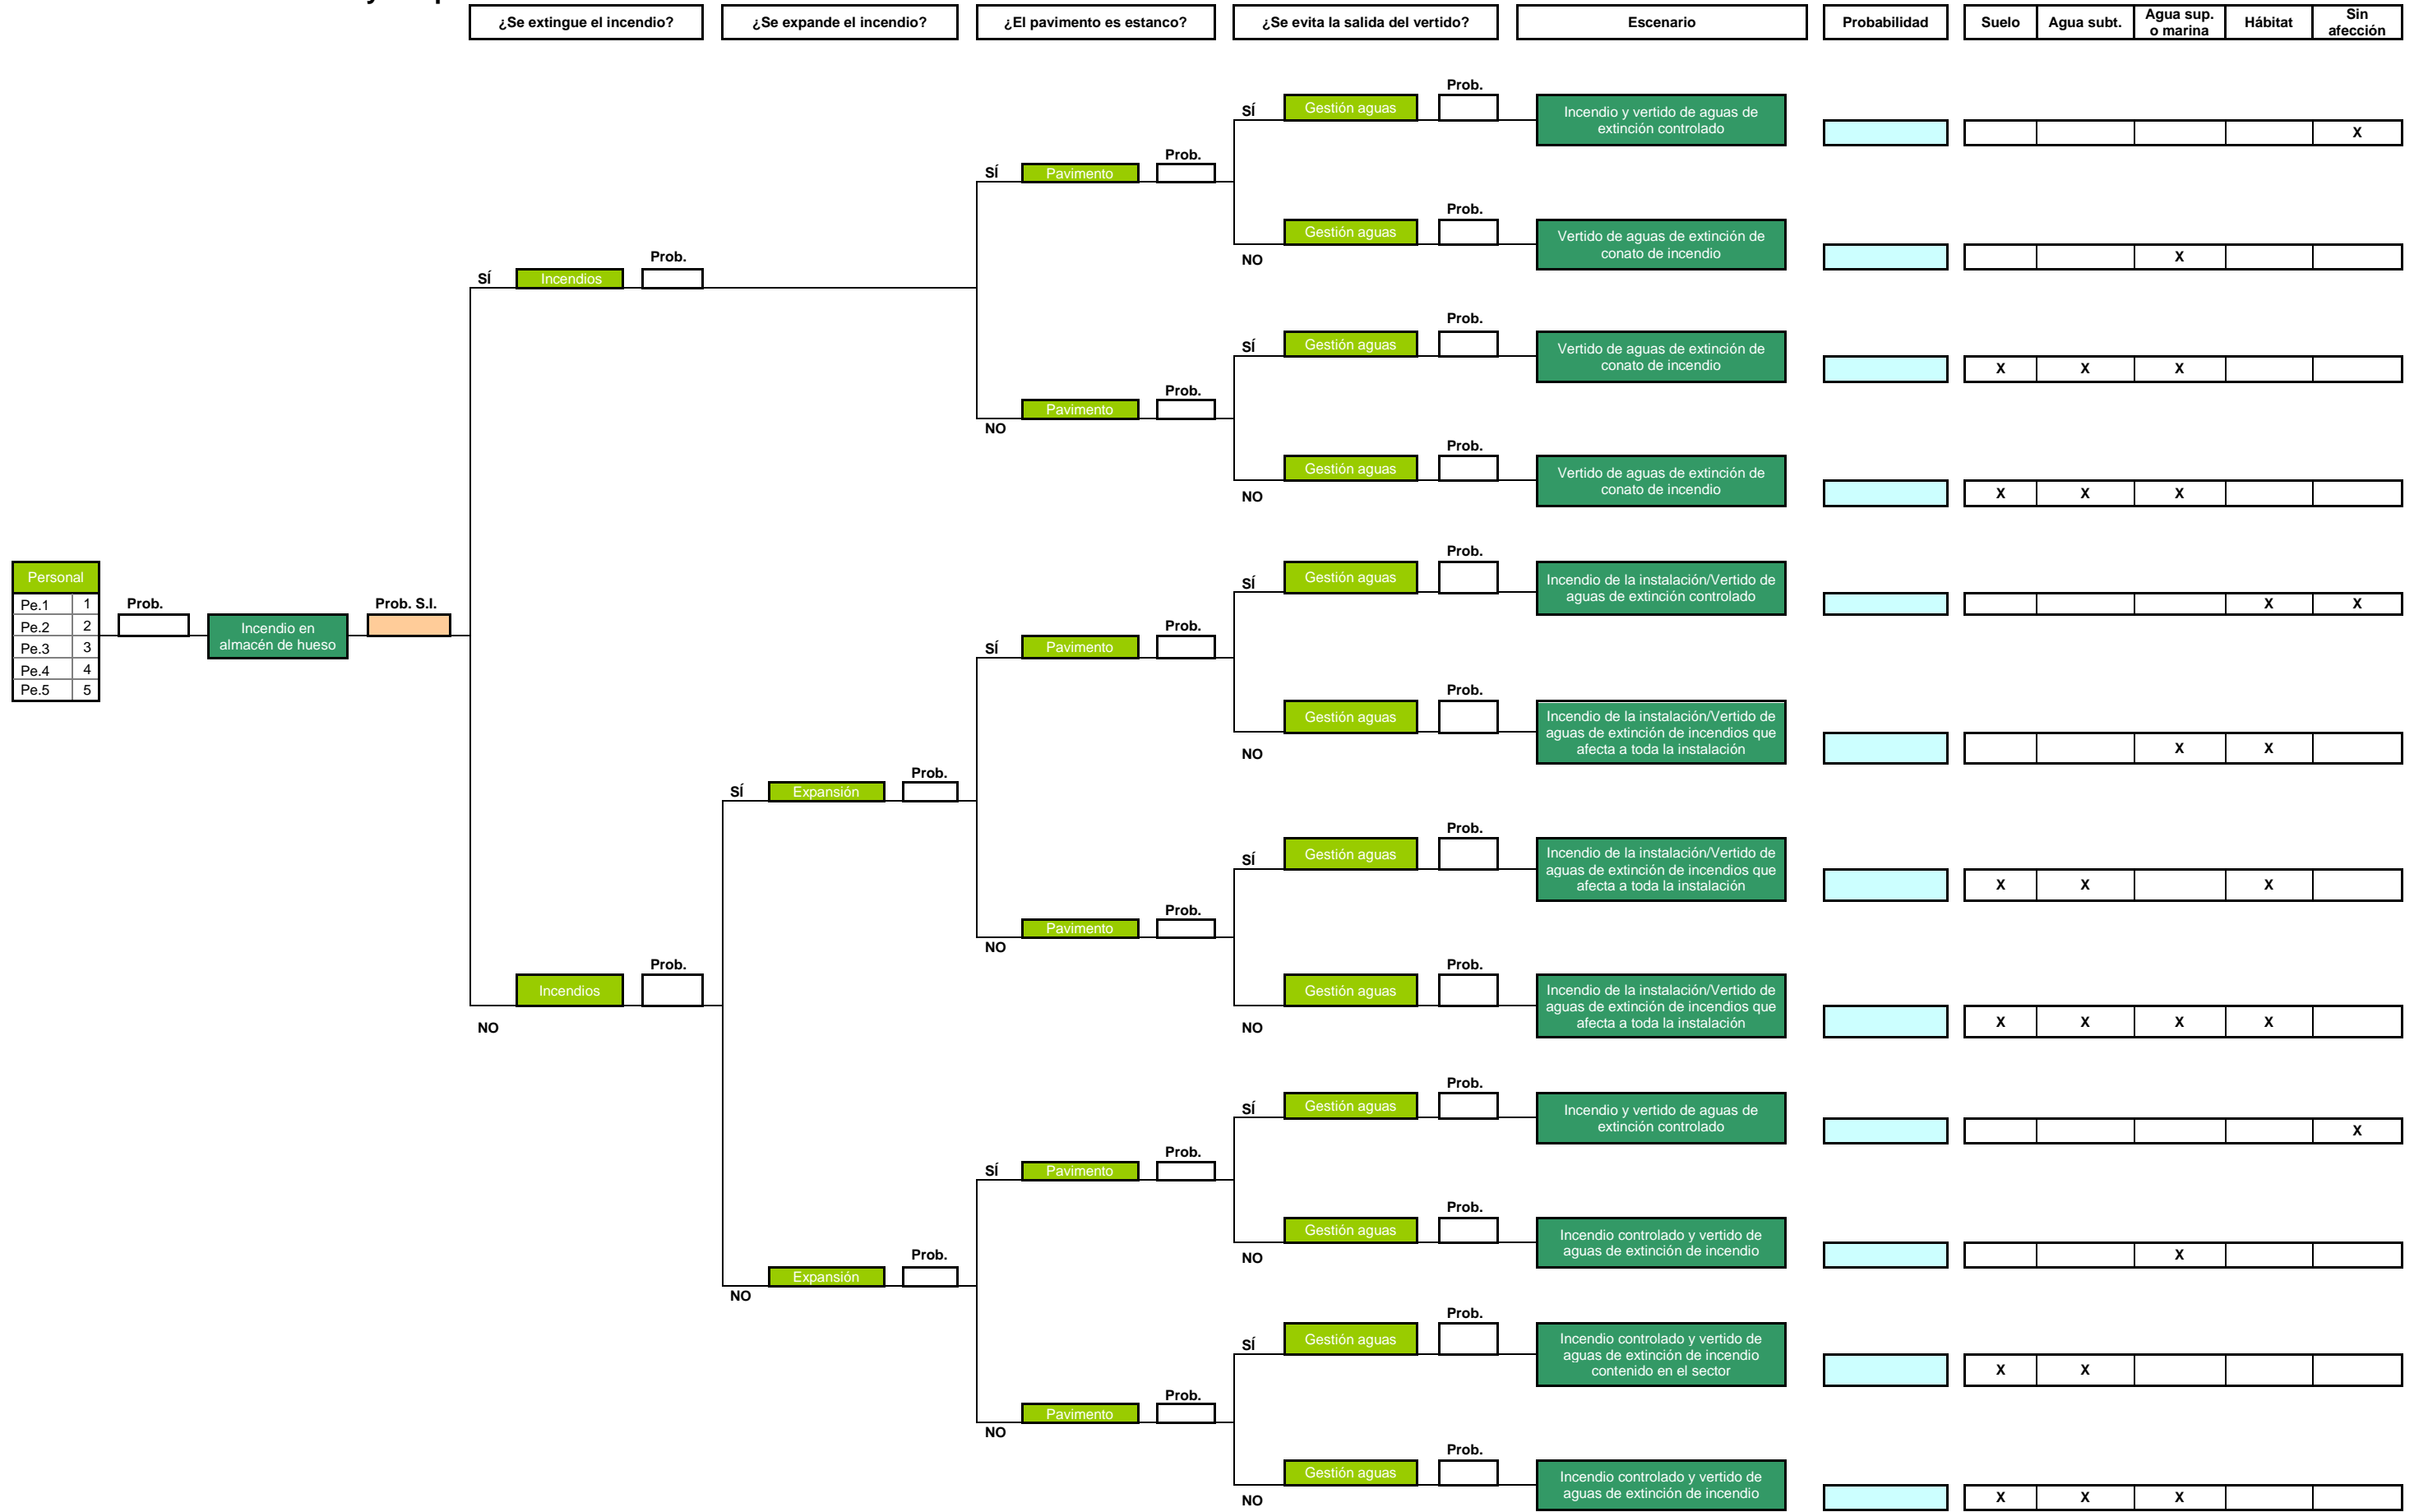 ¿Se extingue el incendio?
¿Se expande el incendio?
¿El pavimento es estanco?
¿Se evita la salida del vertido?
Escenario
Probabilidad
Suelo
Agua subt.
Agua sup.
o marina
Hábitat
Sin
afección
Prob.
SÍ
Gestión aguas
Incendio y vertido de aguas de
extinción controlado
X
Prob.
SÍ
Pavimento
Prob.
Gestión aguas
Vertido de aguas de extinción de
conato de incendio
NO
X
Prob.
SÍ
Incendios
Prob.
SÍ
Gestión aguas
Vertido de aguas de extinción de
conato de incendio
X X X
Prob.
Pavimento
NO
Prob.
Gestión aguas
Vertido de aguas de extinción de
conato de incendio
NO
X X X
Personal
Pe.1 1
Pe.2 2
Pe.3 3
Pe.4 4
Pe.5 5
Prob.
Incendio en
almacén de hueso
Prob. S.I.
Prob.
SÍ
Gestión aguas
Incendio de la instalación/Vertido de
aguas de extinción controlado
X X
Prob.
SÍ
Pavimento
Prob.
Gestión aguas
Incendio de la instalación/Vertido de
aguas de extinción de incendios que
afecta a toda la instalación
NO
X X
Prob.
SÍ
Expansión
Prob.
SÍ
Gestión aguas
Incendio de la instalación/Vertido de
aguas de extinción de incendios que
afecta a toda la instalación
X X X
Prob.
Pavimento
NO
Prob.
Incendios
NO
Prob.
Gestión aguas
Incendio de la instalación/Vertido de
aguas de extinción de incendios que
afecta a toda la instalación
NO
X X X X
Prob.
SÍ
Gestión aguas
Incendio y vertido de aguas de
extinción controlado
X
Prob.
SÍ
Pavimento
Prob.
Gestión aguas
Incendio controlado y vertido de
aguas de extinción de incendio
NO
X
Prob.
Expansión
NO
Prob.
SÍ
Gestión aguas
Incendio controlado y vertido de
aguas de extinción de incendio
contenido en el sector
X X
Prob.
Pavimento
NO
Prob.
Gestión aguas
Incendio controlado y vertido de
aguas de extinción de incendio
NO
X X X